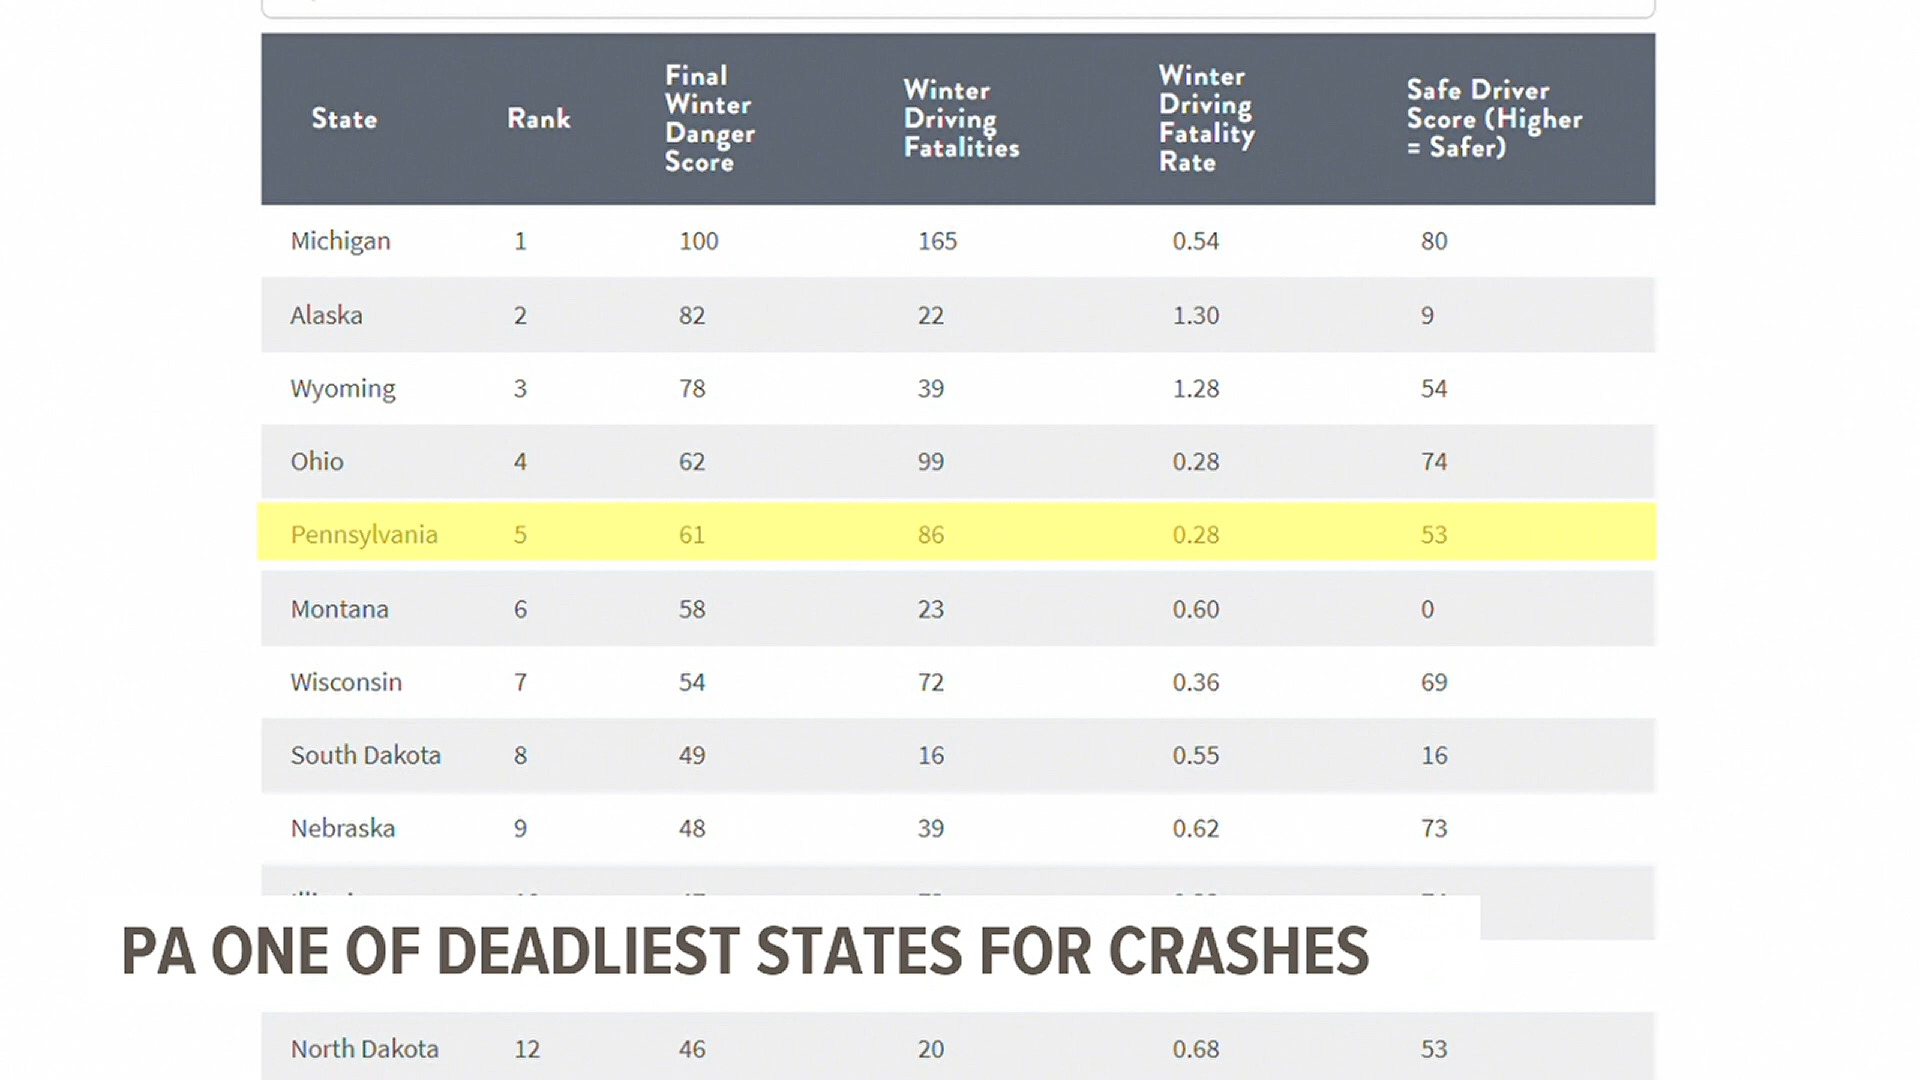 State Rank Final Winter Danger Score Winter Driving Fatalities Winter Driving Fatality Rate Safe Driver Score (Higher = Safer)
Michigan 1 100 165 0.54 80
Alaska 2 82 22 1.30 9
Wyoming 3 78 39 1.28 54
Ohio 4 62 99 0.28 74
Pennsylvania 5 61 86 0.28 53
Montana 6 58 23 0.60 0
Wisconsin 7 54 72 0.36 69
South Dakota 8 49 16 0.55 16
Nebraska 9 48 39 0.62 73
PA ONE OF DEADLIEST STATES FOR CRASHES
North Dakota 12 46 20 0.68 53